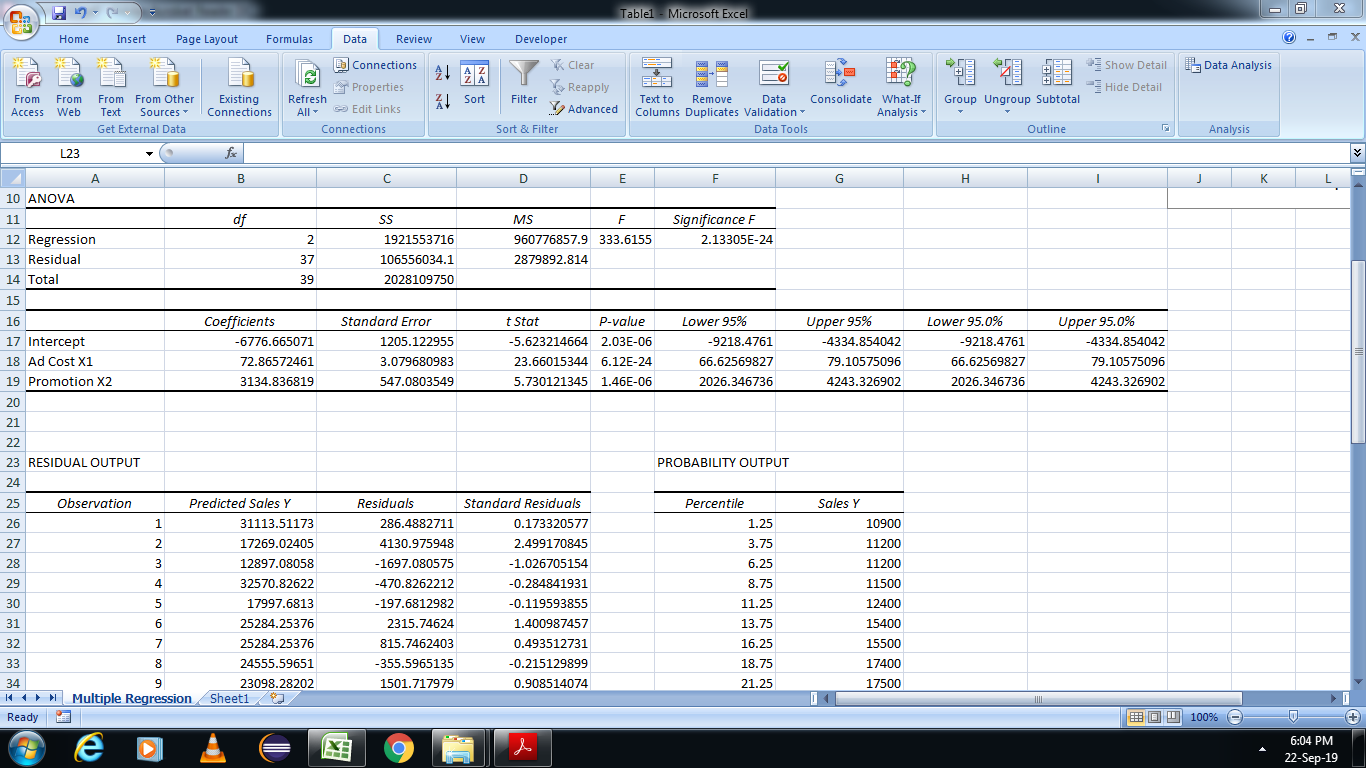 Table1 - Microsoft Excel
Home Insert Page Layout Formulas Data Review View Developer
From Access
From Web
From Text
From Other Sources
Existing Connections
Get External Data
Refresh All
Connections
Properties
Edit Links
Connections
Sort
Filter
Clear
Reapply
Advanced
Sort & Filter
Text to Columns
Remove Duplicates
Data Validation
Consolidate
What-If Analysis
Data Tools
Group
Ungroup
Subtotal
Show Detail
Hide Detail
Outline
Data Analysis
Analysis
L23 fx
A B C D E F G H I J K L
10 ANOVA
11 df SS MS F Significance F
12 Regression 2 1921553716 960776857.9 333.6155 2.13305E-24
13 Residual 37 106556034.1 2879892.814
14 Total 39 2028109750
15
16 Coefficients Standard Error t Stat P-value Lower 95% Upper 95% Lower 95.0% Upper 95.0%
17 Intercept -6776.665071 1205.122955 -5.623214664 2.03E-06 -9218.4761 -4334.854042 -9218.4761 -4334.854042
18 Ad Cost X1 72.86572461 3.079680983 23.66015344 6.12E-24 66.62569827 79.10575096 66.62569827 79.10575096
19 Promotion X2 3134.836819 547.0803549 5.730121345 1.46E-06 2026.346736 4243.326902 2026.346736 4243.326902
20
21
22
23 RESIDUAL OUTPUT PROBABILITY OUTPUT
24
25 Observation Predicted Sales Y Residuals Standard Residuals Percentile Sales Y
26 1 31113.51173 286.4882711 0.173320577 1.25 10900
27 2 17269.02405 4130.975948 2.499170845 3.75 11200
28 3 12897.08058 -1697.080575 -1.026705154 6.25 11200
29 4 32570.82622 -470.8262212 -0.284841931 8.75 11500
30 5 17997.6813 -197.6812982 -0.119593855 11.25 12400
31 6 25284.25376 2315.74624 1.400987457 13.75 15400
32 7 25284.25376 815.7462403 0.493512731 16.25 15500
33 8 24555.59651 -355.5965135 -0.215129899 18.75 17400
34 9 23098.28202 1501.717979 0.908514074 21.25 17500
Multiple Regression Sheet1
Ready 100%
6:04 PM
22-Sep-19